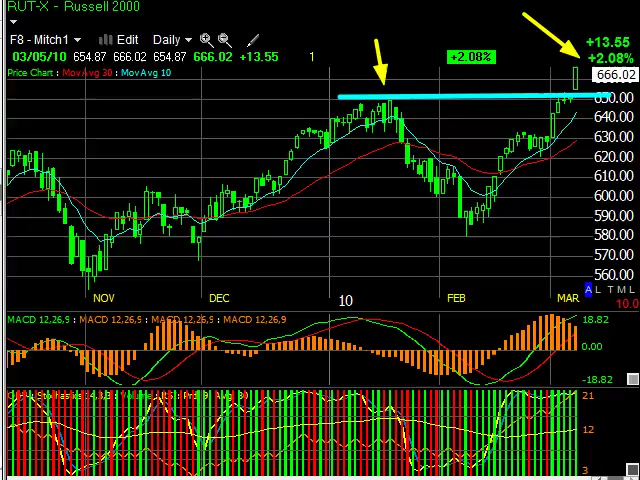 RUT-X - Russell 2000
F8 - Mitch1 Edit Daily
03/05/10 654.87 666.02 654.87 666.02 +13.55 1 +2.08%
+13.55
+2.08%
Price Chart : MovAvg 30 : MovAvg 10
666.02
650.00
640.00
630.00
620.00
610.00
600.00
590.00
580.00
570.00
560.00
A L T M L
NOV DEC 10 FEB MAR
10.0
MACD 12,26,9 : MACD 12,26,9 : MACD 12,26,9 : MACD 12,26,9
18.82
0.00
-18.82
21
12
3